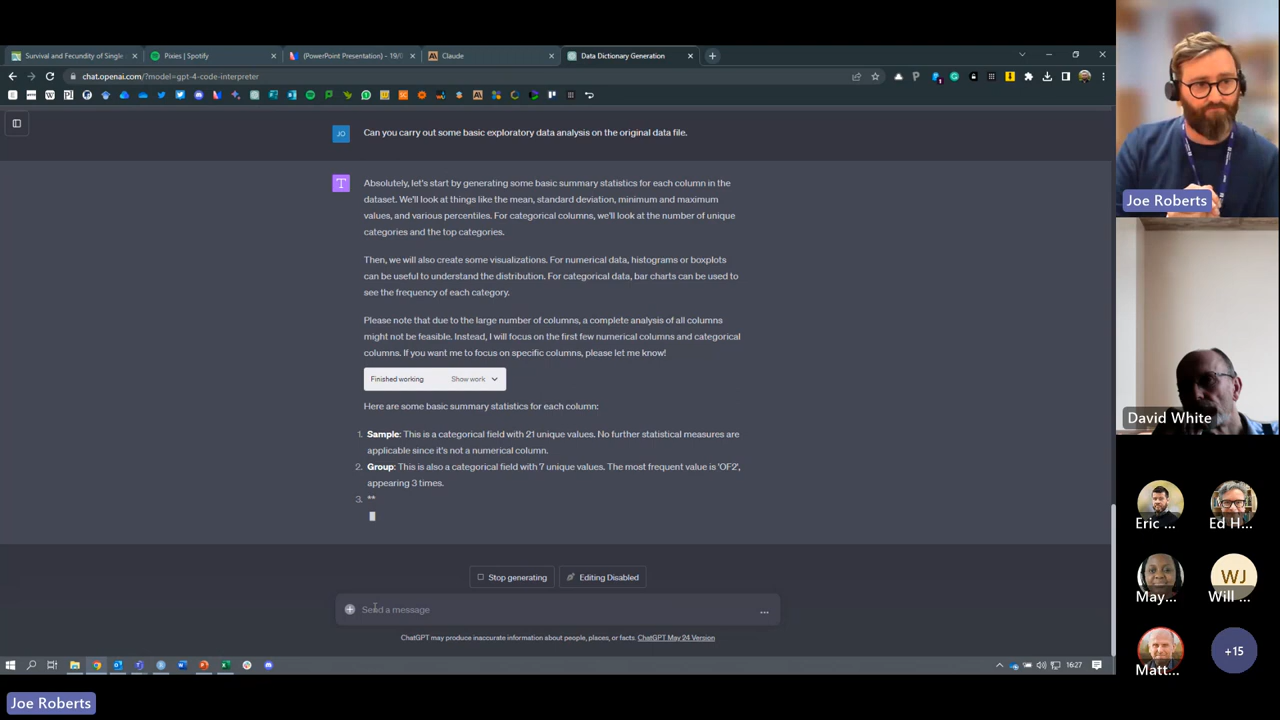 Survival and Fecundity of Single
Pixies | Spotify
(PowerPoint Presentation) - 19/0
Claude
Data Dictionary Generation
chat.openai.com/?model=gpt-4-code-interpreter
JO
Can you carry out some basic exploratory data analysis on the original data file.
Absolutely, let's start by generating some basic summary statistics for each column in the
dataset. We'll look at things like the mean, standard deviation, minimum and maximum
values, and various percentiles. For categorical columns, we'll look at the number of unique
categories and the top categories.
Then, we will also create some visualizations. For numerical data, histograms or boxplots
can be useful to understand the distribution. For categorical data, bar charts can be used to
see the frequency of each category.
Please note that due to the large number of columns, a complete analysis of all columns
might not be feasible. Instead, I will focus on the first few numerical columns and categorical
columns. If you want me to focus on specific columns, please let me know!
Finished working Show work
Here are some basic summary statistics for each column:
1. Sample: This is a categorical field with 21 unique values. No further statistical measures are
applicable since it's not a numerical column.
2. Group: This is also a categorical field with 7 unique values. The most frequent value is 'OF2',
appearing 3 times.
3. **
Stop generating
Editing Disabled
Send a message
...
ChatGPT may produce inaccurate information about people, places, or facts. ChatGPT May 24 Version
16:27
Joe Roberts
Joe Roberts
David White
Eric ...
Ed H...
May...
WJ
Will ...
Matt...
+15